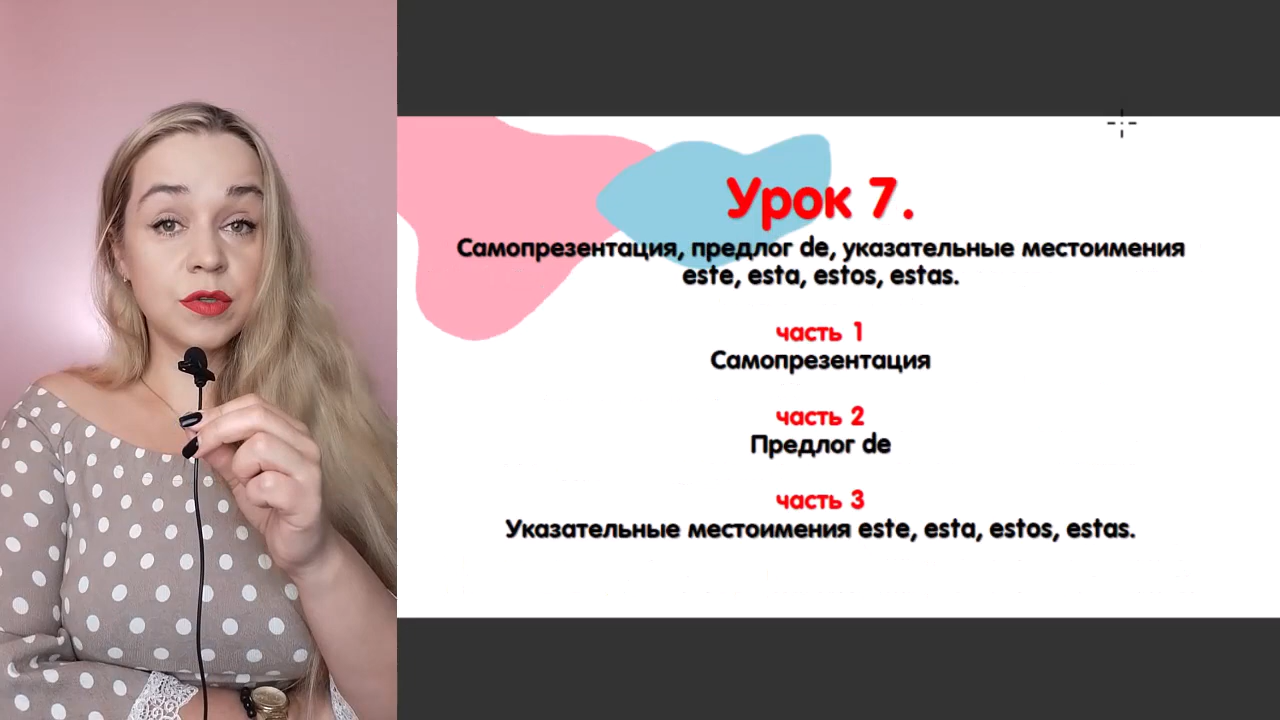 Урок 7.
Самопрезентация, предлог de, указательные местоимения
este, esta, estos, estas.
часть 1
Самопрезентация
часть 2
Предлог de
часть 3
Указательные местоимения este, esta, estos, estas.